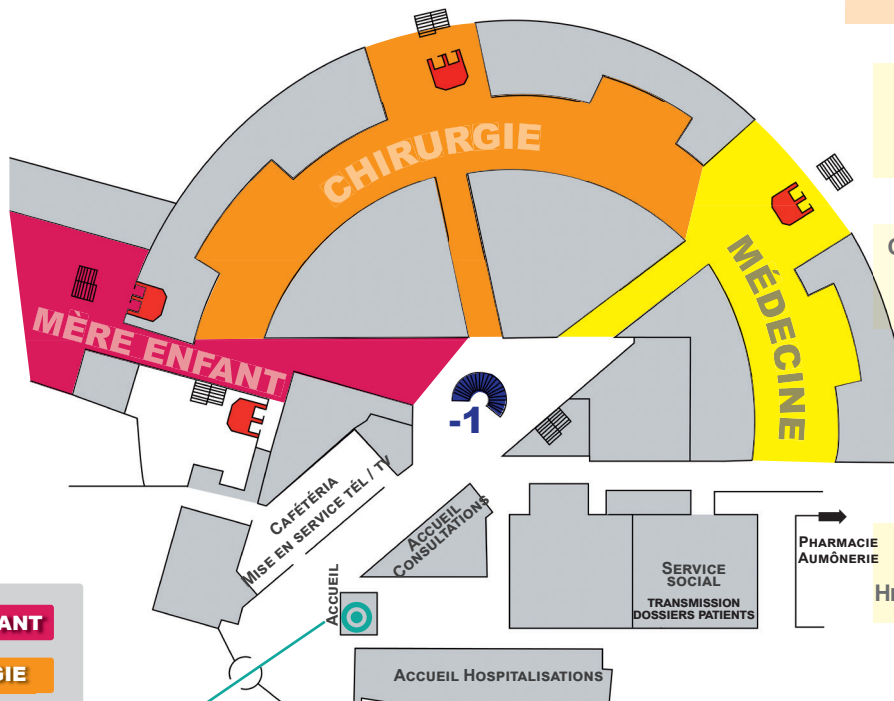 CHIRURGIE
MÉDECINE
MÈRE ENFANT
-1
CAFÉTÉRIA
MISE EN SERVICE TÉL / TV
ACCUEIL
CONSULTATIONS
ACCUEIL
SERVICE
SOCIAL
TRANSMISSION
DOSSIERS PATIENTS
PHARMACIE
AUMÔNERIE
ACCUEIL HOSPITALISATIONS
ANT
GIE